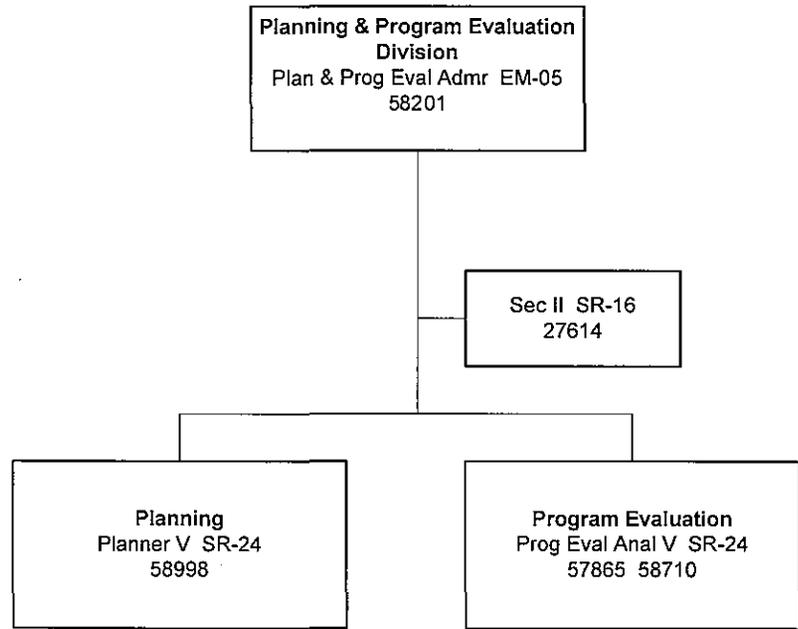 Planning & Program Evaluation
Division
Plan & Prog Eval Admr EM-05
58201
Sec II SR-16
27614
Planning
Planner V SR-24
58998
Program Evaluation
Prog Eval Anal V SR-24
57865 58710